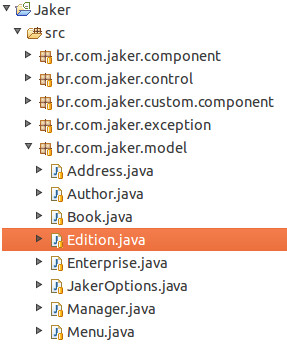 Jaker
src
br.com.jaker.component
br.com.jaker.control
br.com.jaker.custom.component
br.com.jaker.exception
br.com.jaker.model
Address.java
Author.java
Book.java
Edition.java
Enterprise.java
JakerOptions.java
Manager.java
Menu.java